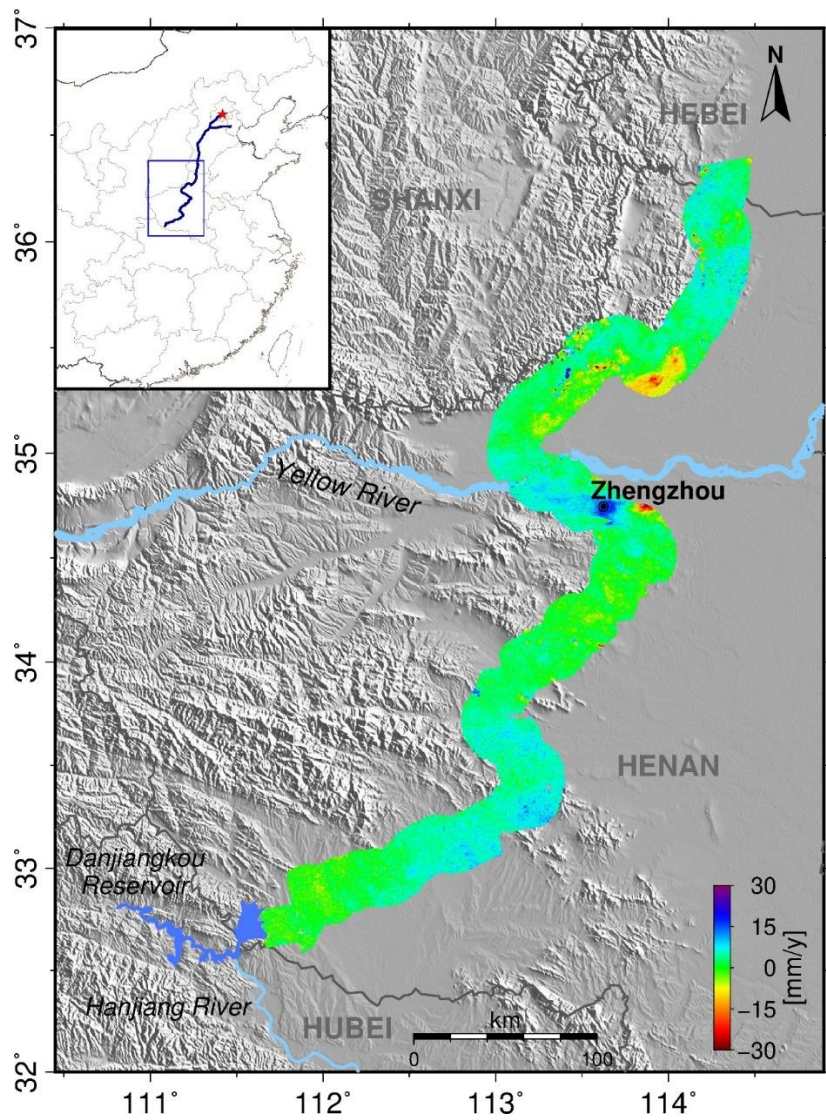 37°
36°
35°
34°
33°
32°
111°
112°
113°
114°
N
HEBEI
SHANXI
Yellow River
Zhengzhou
HENAN
Danjiangkou
Reservoir
Hanjiang River
HUBEI
km
0
100
30
15
0
−15
−30
[mm/y]